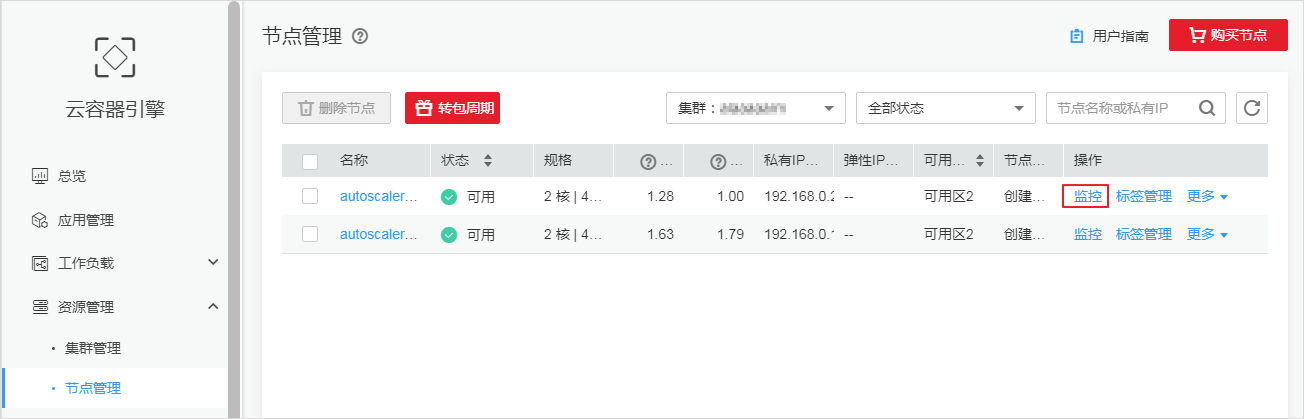 云容器引擎
总览
应用管理
工作负载
资源管理
集群管理
节点管理
节点管理
用户指南
购买节点
删除节点
转包周期
集群：
全部状态
节点名称或私有IP
名称 状态 规格 ... ... 私有IP... 弹性IP... 可用... 节点... 操作
autoscaler... 可用 2 核 | 4... 1.28 1.00 192.168.0.2 -- 可用区2 创建... 监控 标签管理 更多
autoscaler... 可用 2 核 | 4... 1.63 1.79 192.168.0.1 -- 可用区2 创建... 监控 标签管理 更多